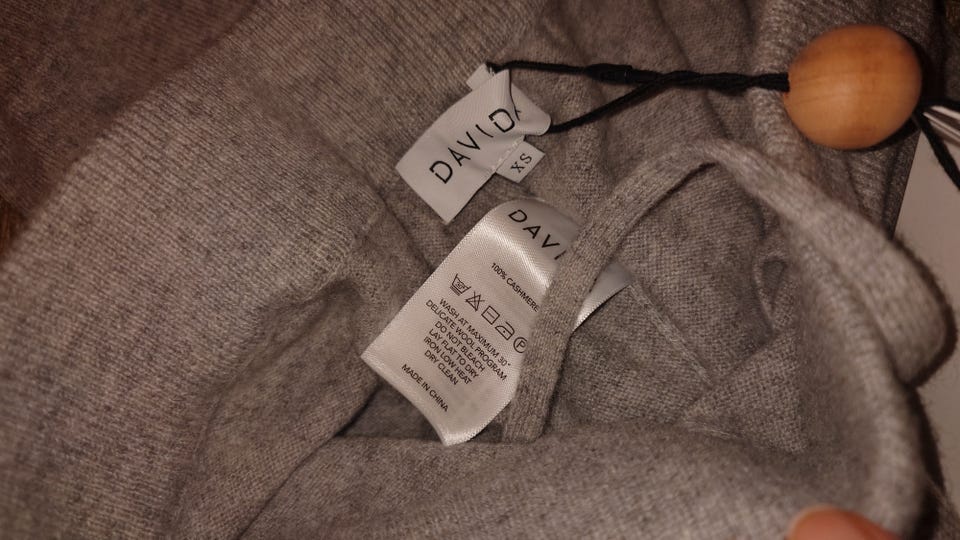 DAVID
XS
DAVI
100% CASHMERE
P
WASH AT MAXIMUM 30°
DELICATE WOOL PROGRAM
DO NOT BLEACH
LAY FLAT TO DRY
IRON LOW HEAT
DRY CLEAN
MADE IN CHINA